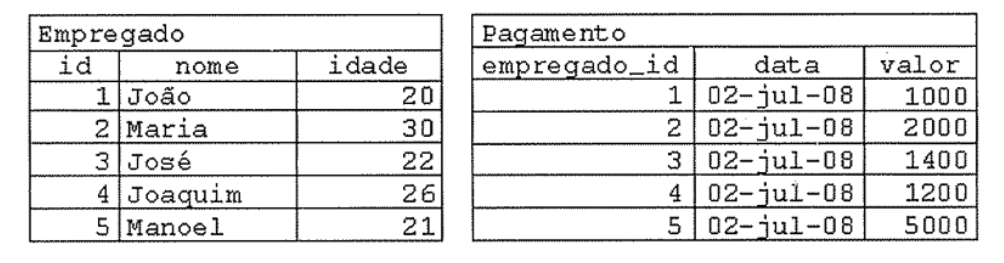 Empregado
id nome idade
1 João 20
2 Maria 30
3 José 22
4 Joaquim 26
5 Manoel 21
Pagamento
empregado_id data valor
1 02-jul-08 1000
2 02-jul-08 2000
3 02-jul-08 1400
4 02-jul-08 1200
5 02-jul-08 5000